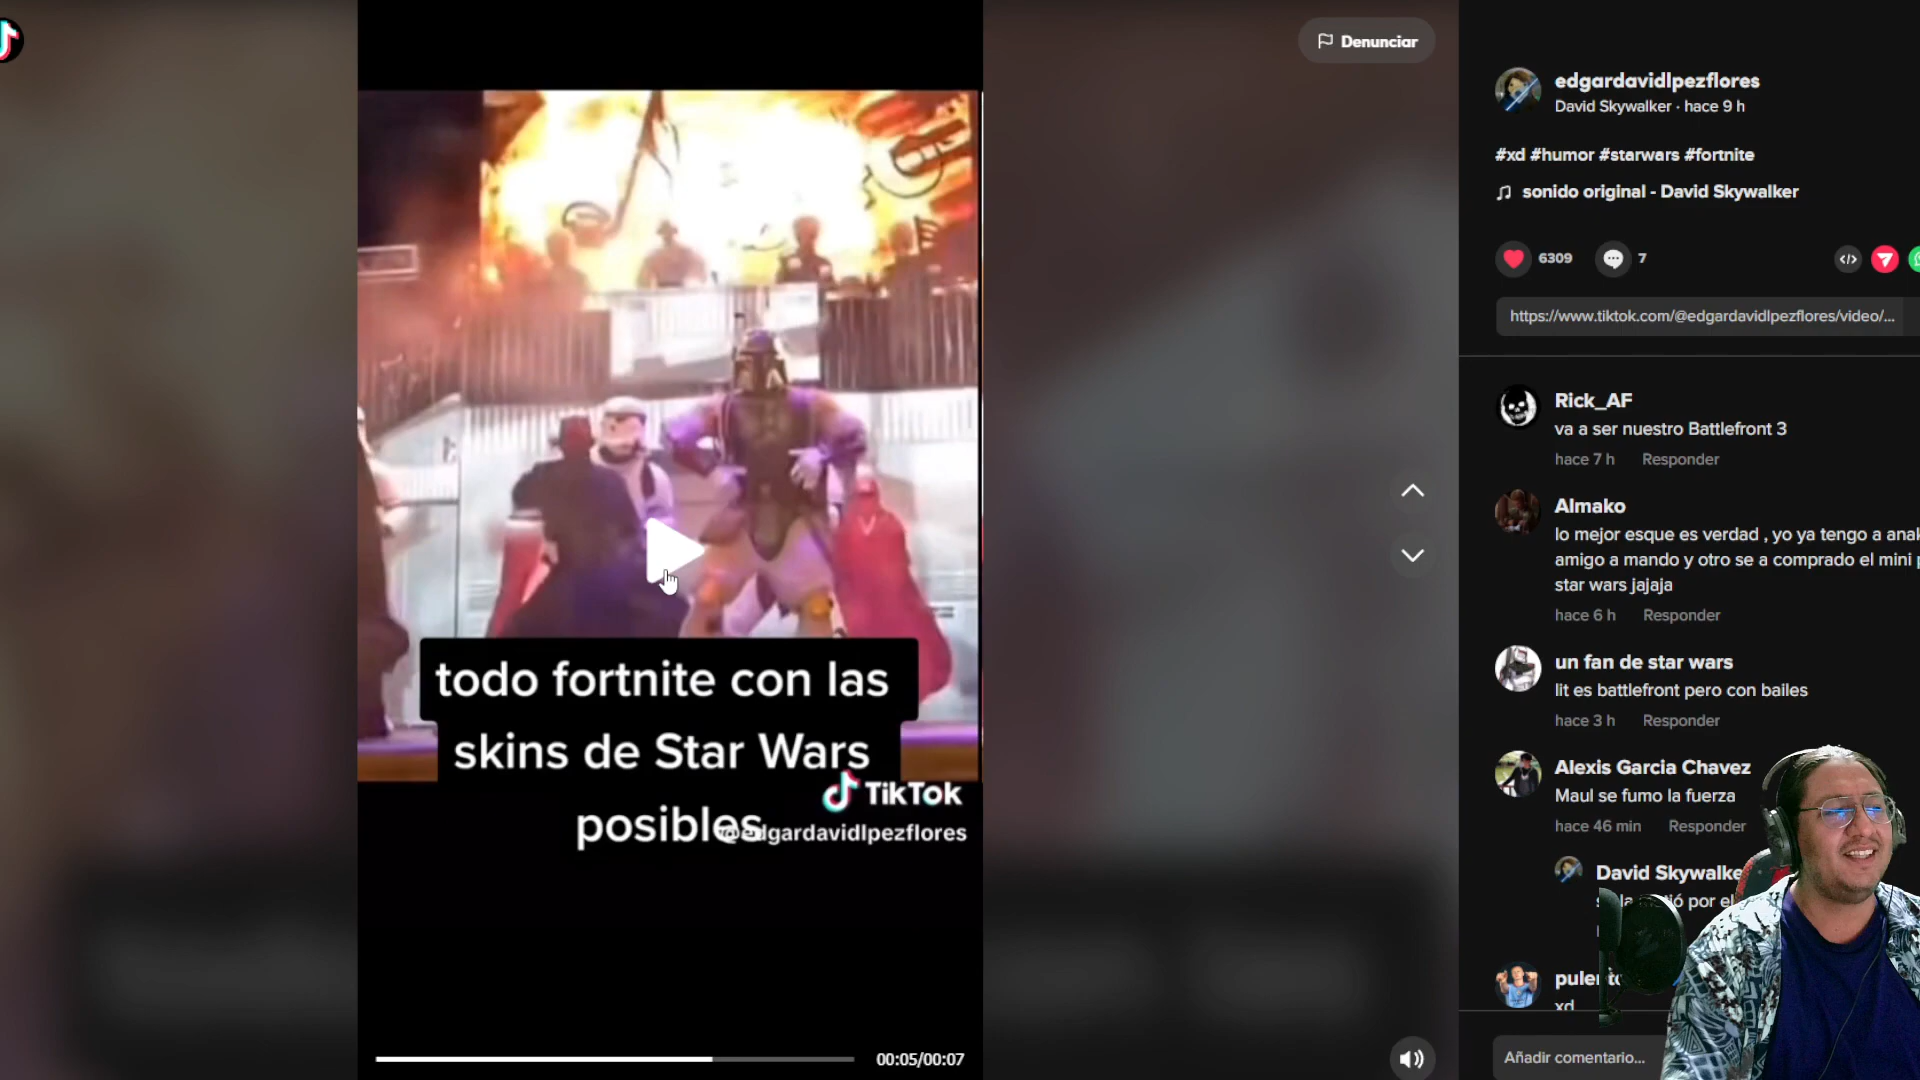 Denunciar
todo fortnite con las
skins de Star Wars
posibles
TikTok
@edgardavidlpezflores
00:05/00:07
edgardavidlpezflores
David Skywalker · hace 9 h
#xd #humor #starwars #fortnite
sonido original - David Skywalker
6309
7
https://www.tiktok.com/@edgardavidlpezflores/video/...
Rick_AF
va a ser nuestro Battlefront 3
hace 7 h Responder
Almako
lo mejor esque es verdad , yo ya tengo a
amigo a mando y otro se a comprado el mini
star wars jajaja
hace 6 h Responder
un fan de star wars
lit es battlefront pero con bailes
hace 3 h Responder
Alexis Garcia Chavez
Maul se fumo la fuerza
hace 46 min Responder
David
por el
xd
Añadir comentario...